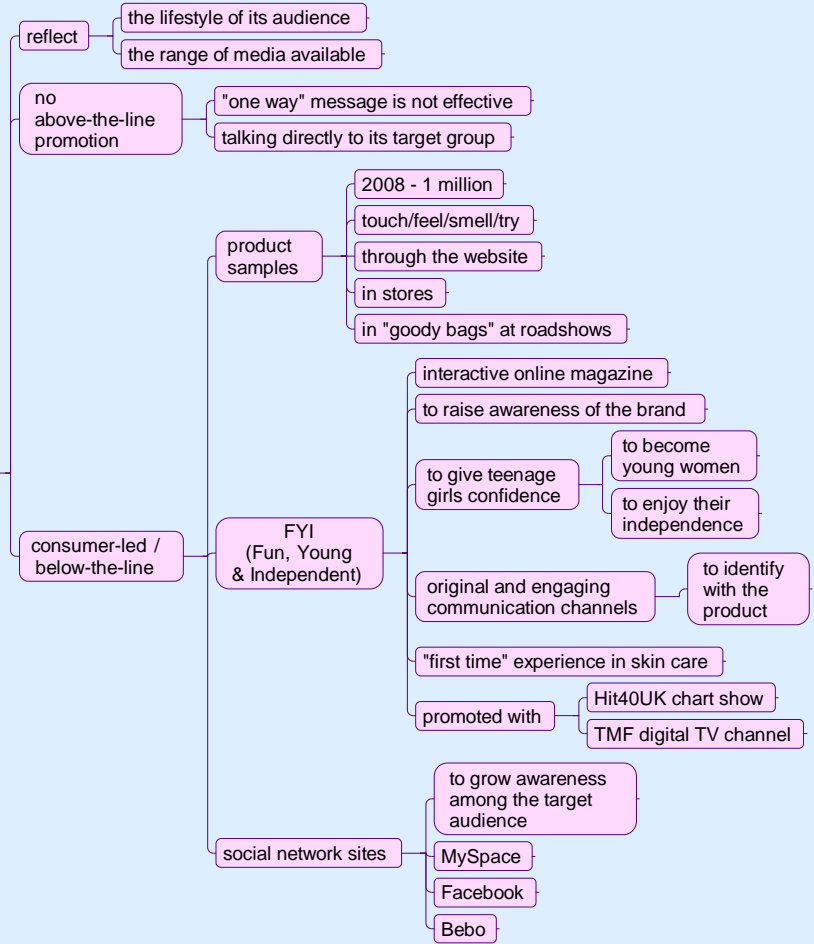 reflect
the lifestyle of its audience
the range of media available
no
above-the-line
promotion
"one way" message is not effective
talking directly to its target group
consumer-led /
below-the-line
product
samples
2008 - 1 million
touch/feel/smell/try
through the website
in stores
in "goody bags" at roadshows
FYI
(Fun, Young
& Independent)
interactive online magazine
to raise awareness of the brand
to give teenage
girls confidence
to become
young women
to enjoy their
independence
original and engaging
communication channels
to identify
with the
product
"first time" experience in skin care
promoted with
Hit40UK chart show
TMF digital TV channel
social network sites
to grow awareness
among the target
audience
MySpace
Facebook
Bebo